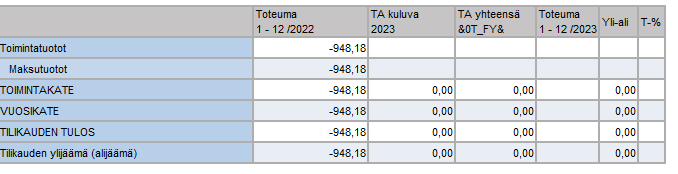 Toteuma TA kuluva TA yhteensä Toteuma Yli-ali T-%
1 - 12 /2022 2023 &0T_FY& 1 - 12 /2023
Toimintatuotot -948,18
Maksutuotot -948,18
TOIMINTAKATE -948,18 0,00 0,00 0,00
VUOSIKATE -948,18 0,00 0,00 0,00
TILIKAUDEN TULOS -948,18 0,00 0,00 0,00
Tilikauden ylijäämä (alijäämä) -948,18 0,00 0,00 0,00